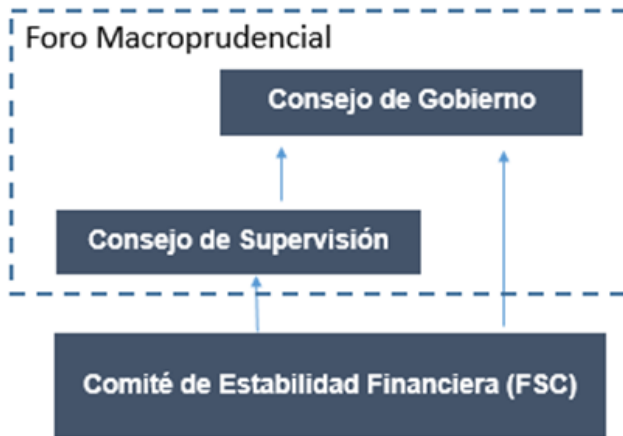 Foro Macroprudencial
Consejo de Gobierno
Consejo de Supervisión
Comité de Estabilidad Financiera (FSC)